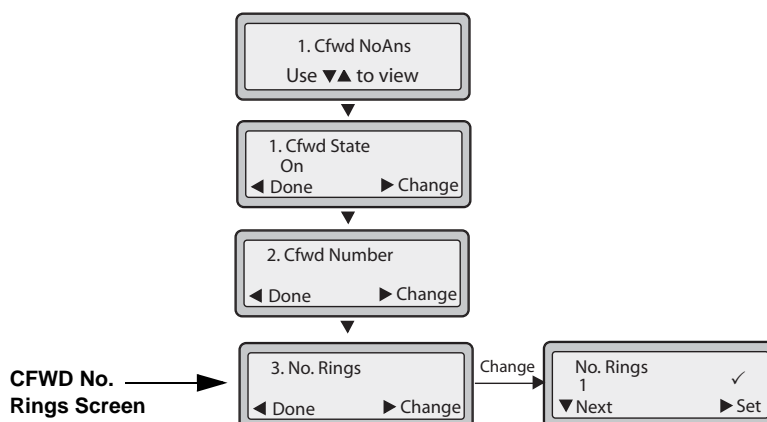 1. Cfwd NoAns
Use ▼▲ to view
▼
1. Cfwd State
On
◀ Done ▶ Change
▼
2. Cfwd Number
◀ Done ▶ Change
▼
CFWD No.
Rings Screen
3. No. Rings
◀ Done ▶ Change
Change
No. Rings
1 ✓
▼Next ▶ Set